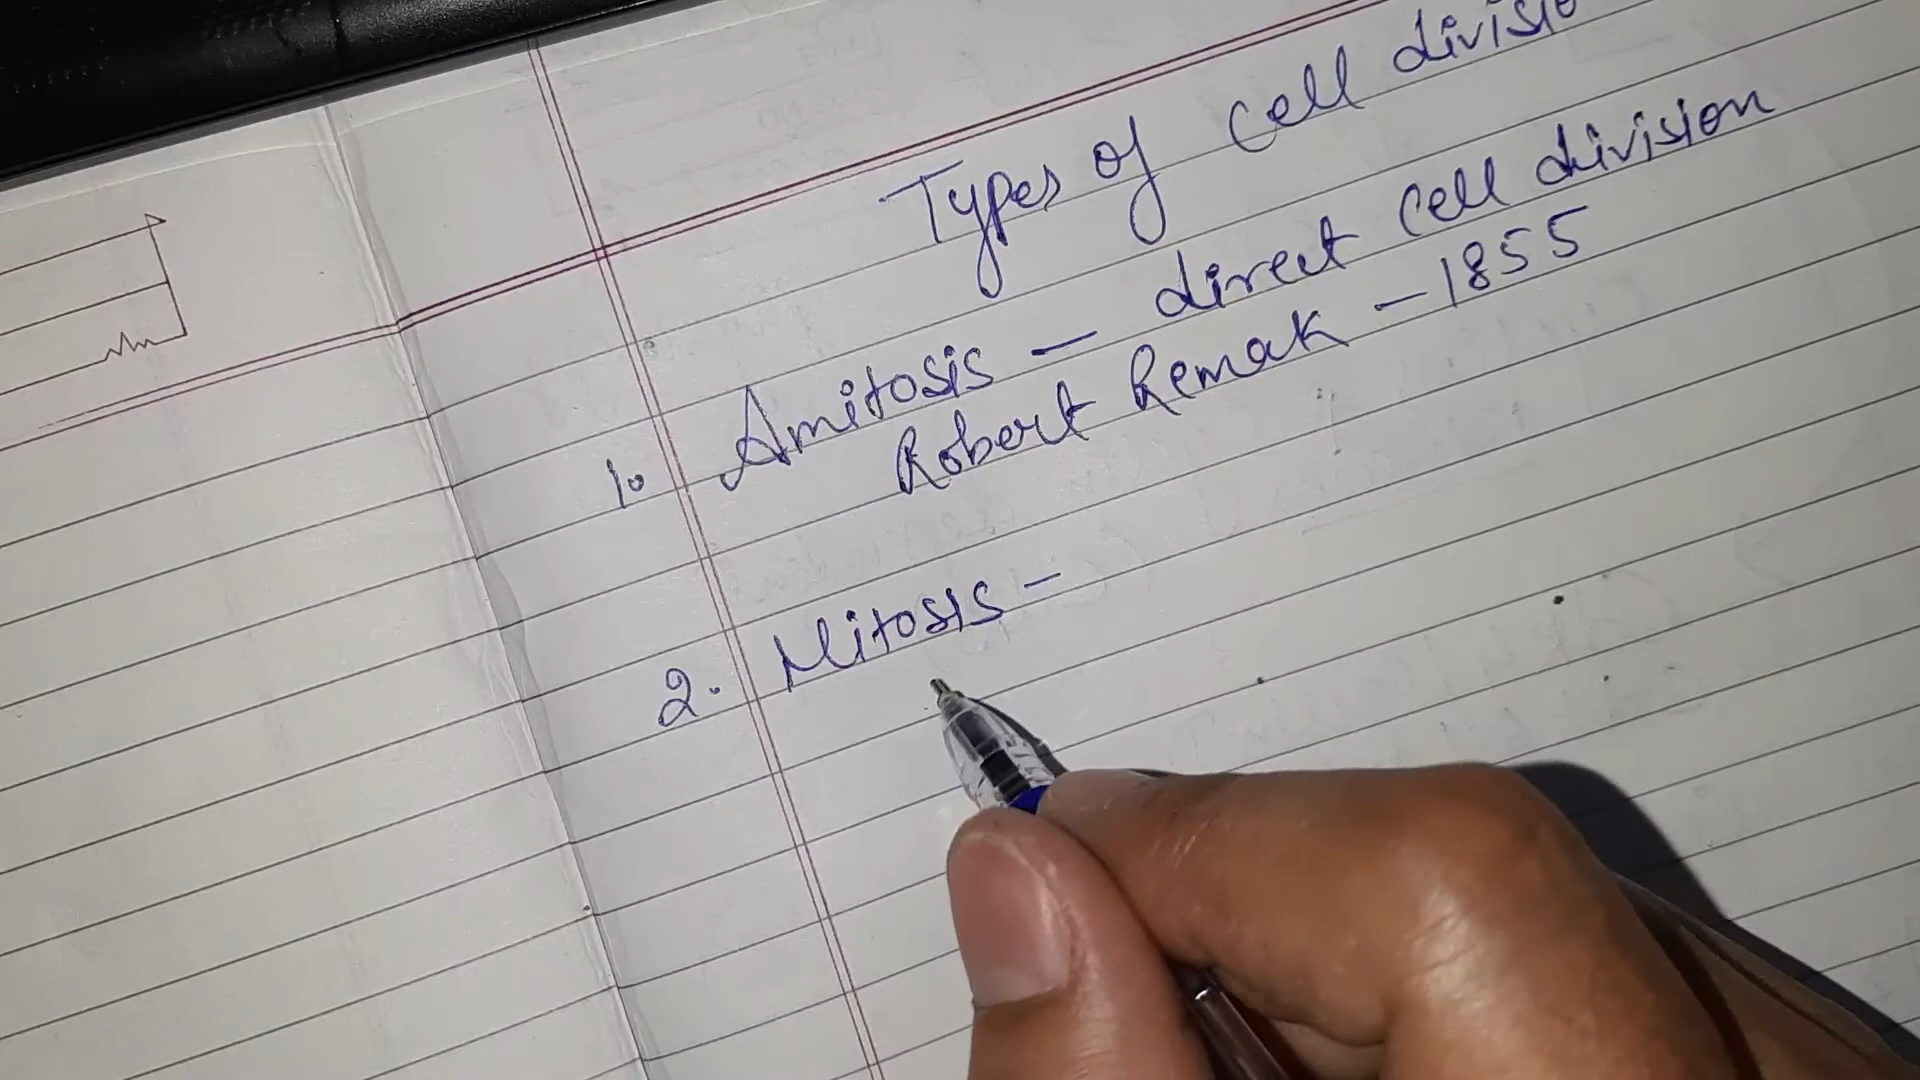 Types of cell divisio
1. Amitosis - direct cell division
Robert Remak - 1855
2. Mitosis -